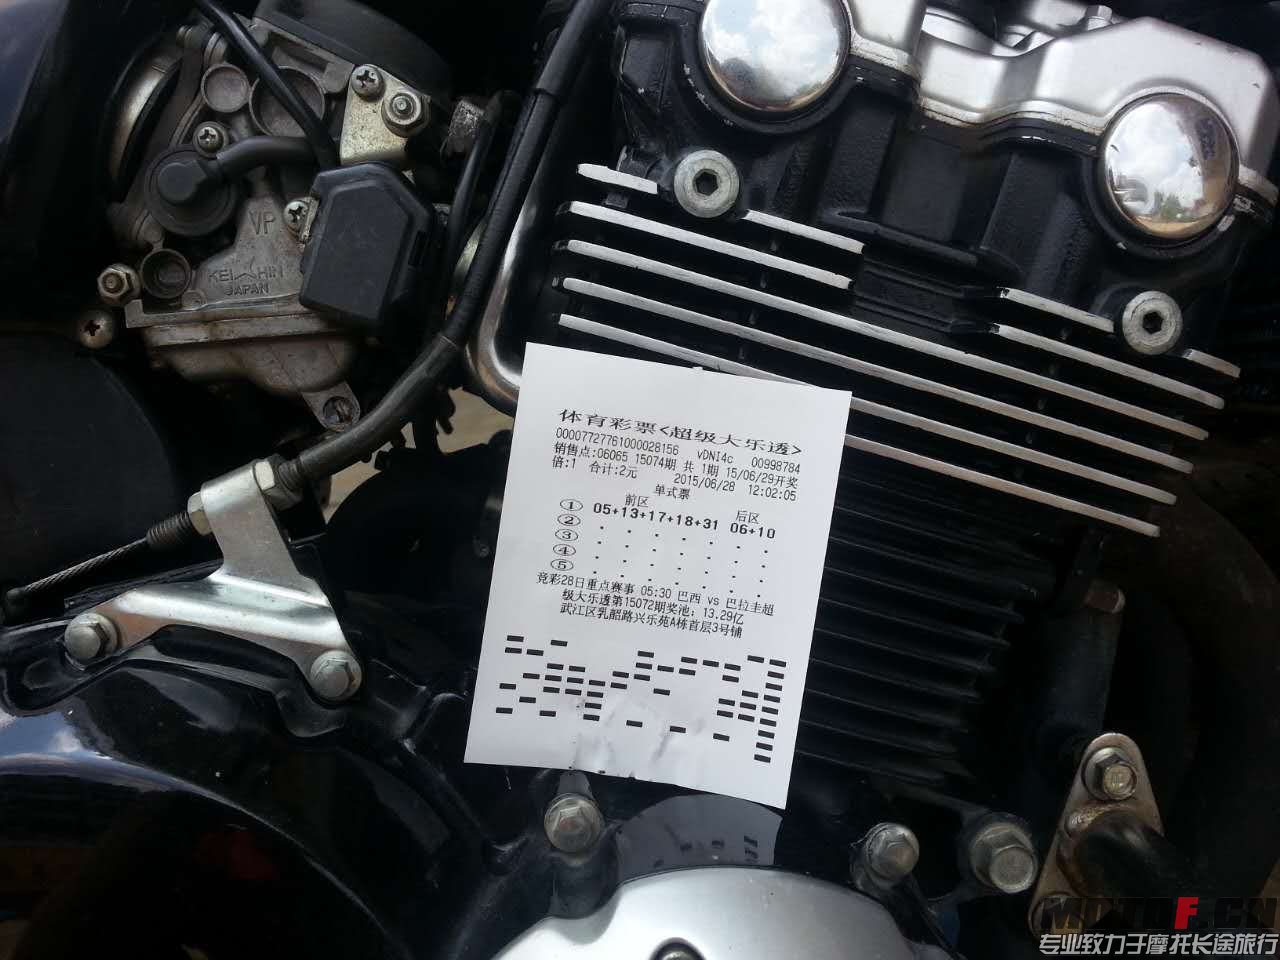 VP
KEIHIN
JAPAN
体育彩票<超级大乐透>
00007727761000028156 vDNI4c 00998784
销售点:06065 15074期 共 1期 15/06/29开奖
倍:1 合计:2元 2015/06/28 12:02:05
单式票
前区 后区
① 05+13+17+18+31 06+10
②
③
④
⑤
竞彩28日重点赛事 05:30 巴西 vs 巴拉圭超
级大乐透第15072期奖池: 13.29亿
武江区乳韶路兴乐苑A栋首层3号铺
MOTOF.CN
专业致力于摩托长途旅行